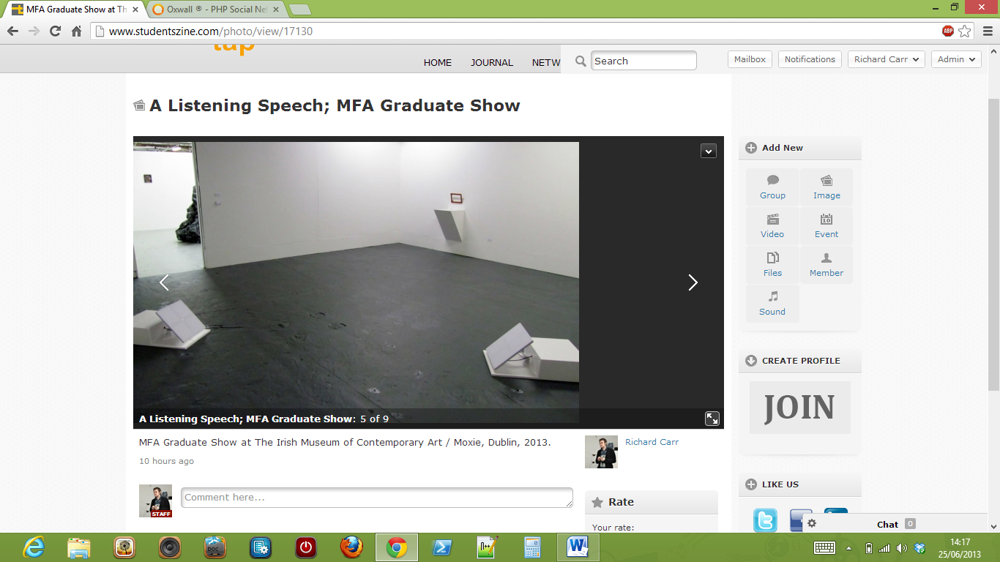 MFA Graduate Show at Th
Oxwall ® - PHP Social Net
www.studentszine.com/photo/view/17130
ABP
tap
HOME JOURNAL NETW
Search
Mailbox Notifications Richard Carr Admin
A Listening Speech; MFA Graduate Show
Add New
Group Image
Video Event
Files Member
Sound
CREATE PROFILE
JOIN
A Listening Speech; MFA Graduate Show: 5 of 9
MFA Graduate Show at The Irish Museum of Contemporary Art / Moxie, Dublin, 2013.
10 hours ago
Richard Carr
STAFF
Comment here...
Rate
Your rate:
LIKE US
Chat 0
DOC
14:17
25/06/2013